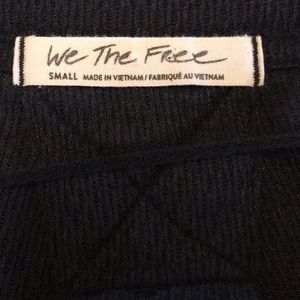 We The Free
SMALL MADE IN VIETNAM / FABRIQUÉ AU VIETNAM